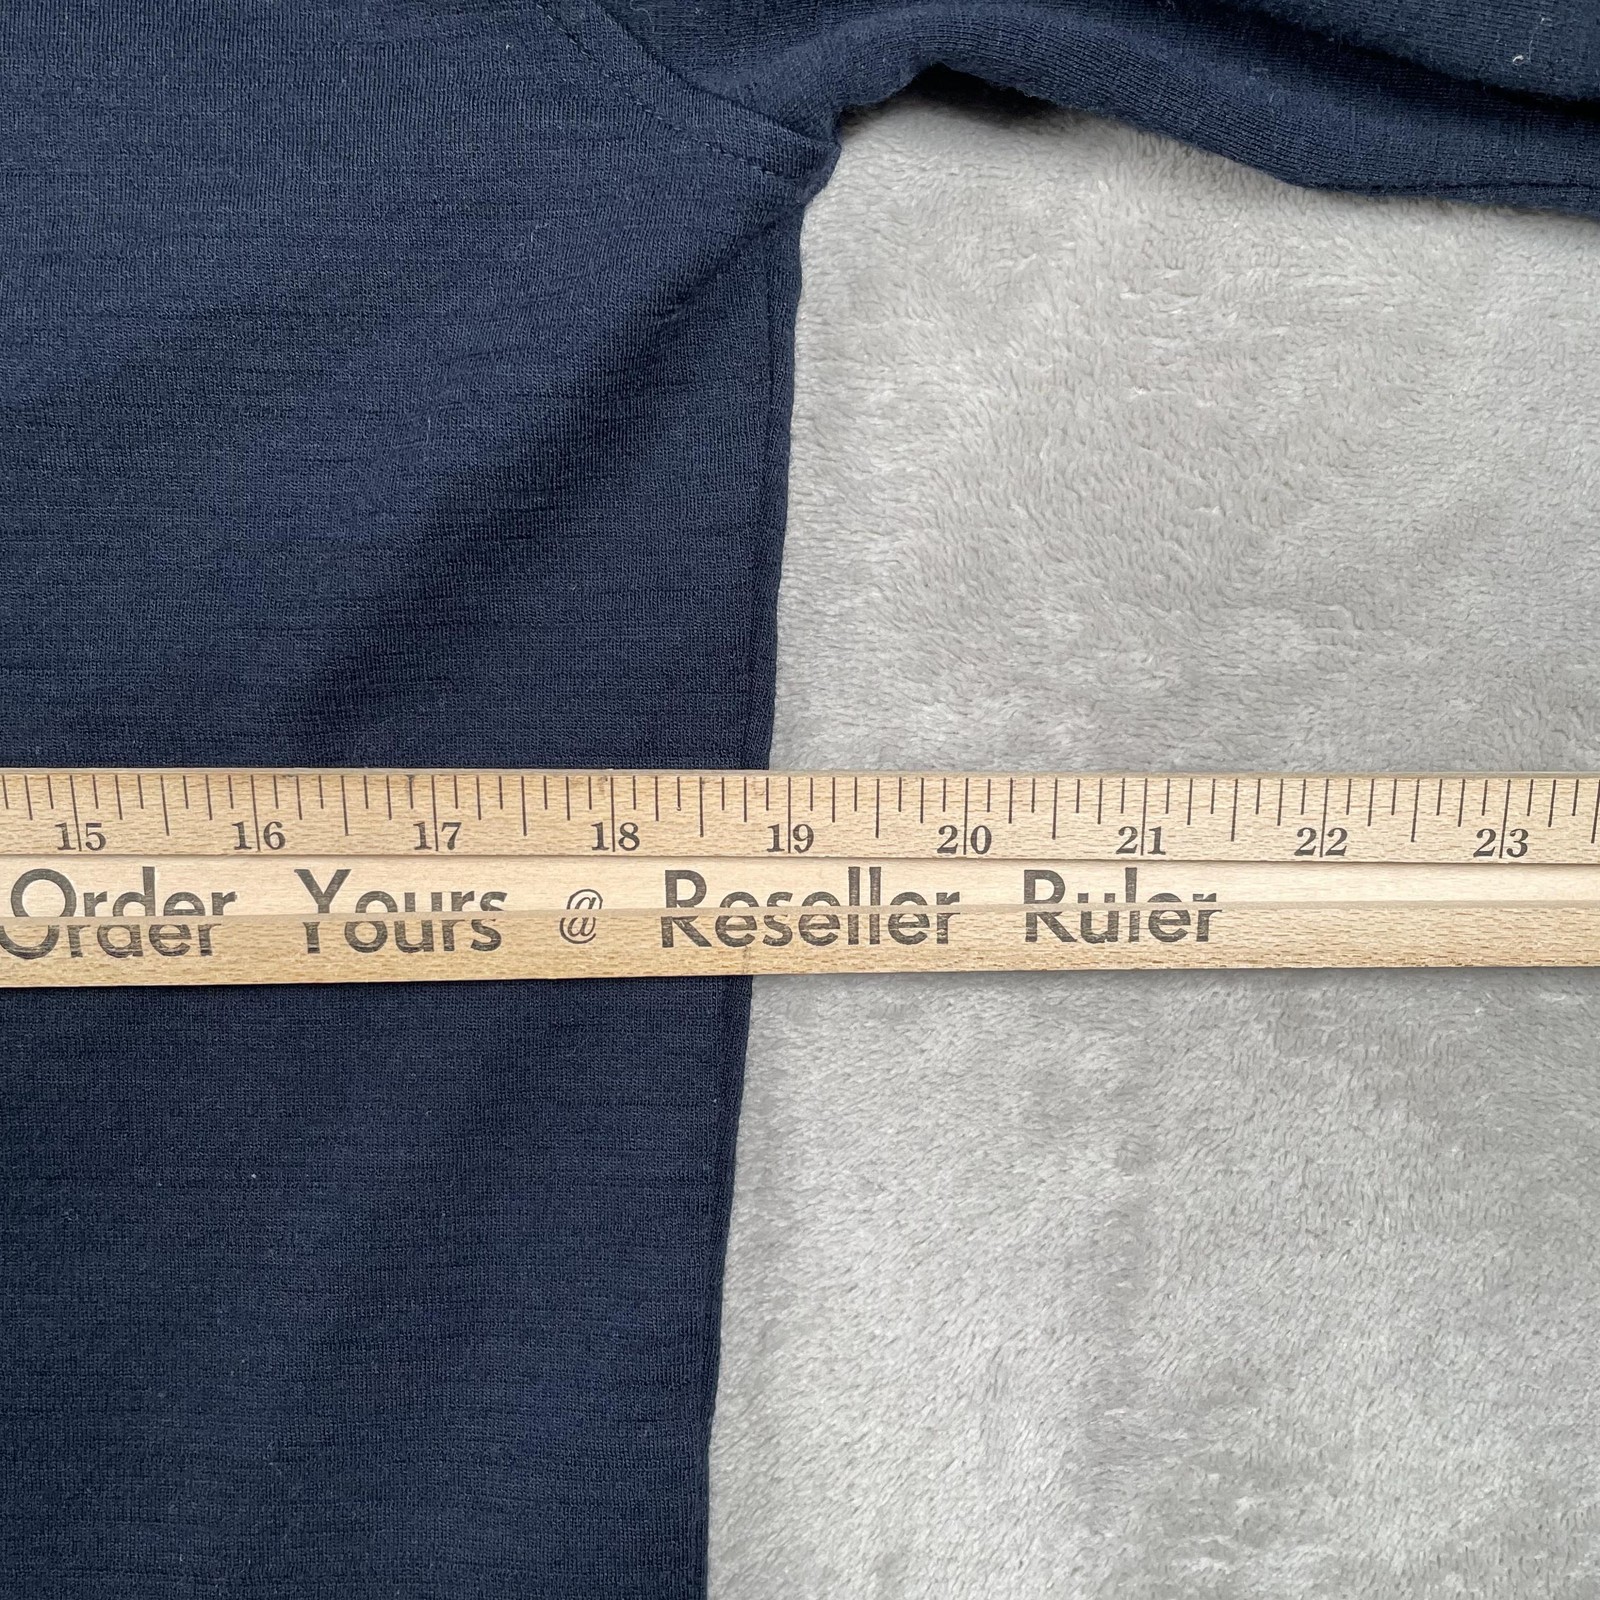 15 16 17 18 19 20 21 22 23
Order Yours @ Reseller Ruler